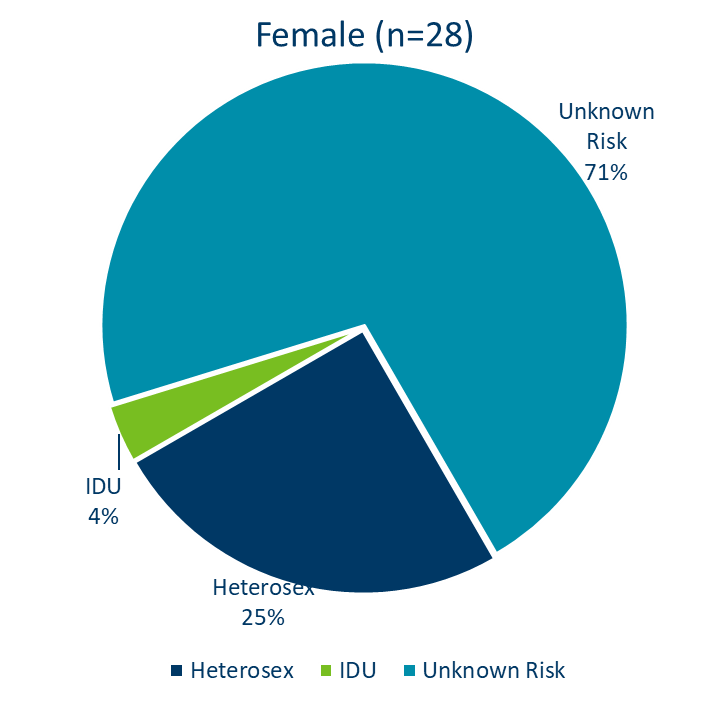 Female (n=28)
Unknown
Risk
71%
IDU
4%
Heterosex
25%
Heterosex IDU Unknown Risk